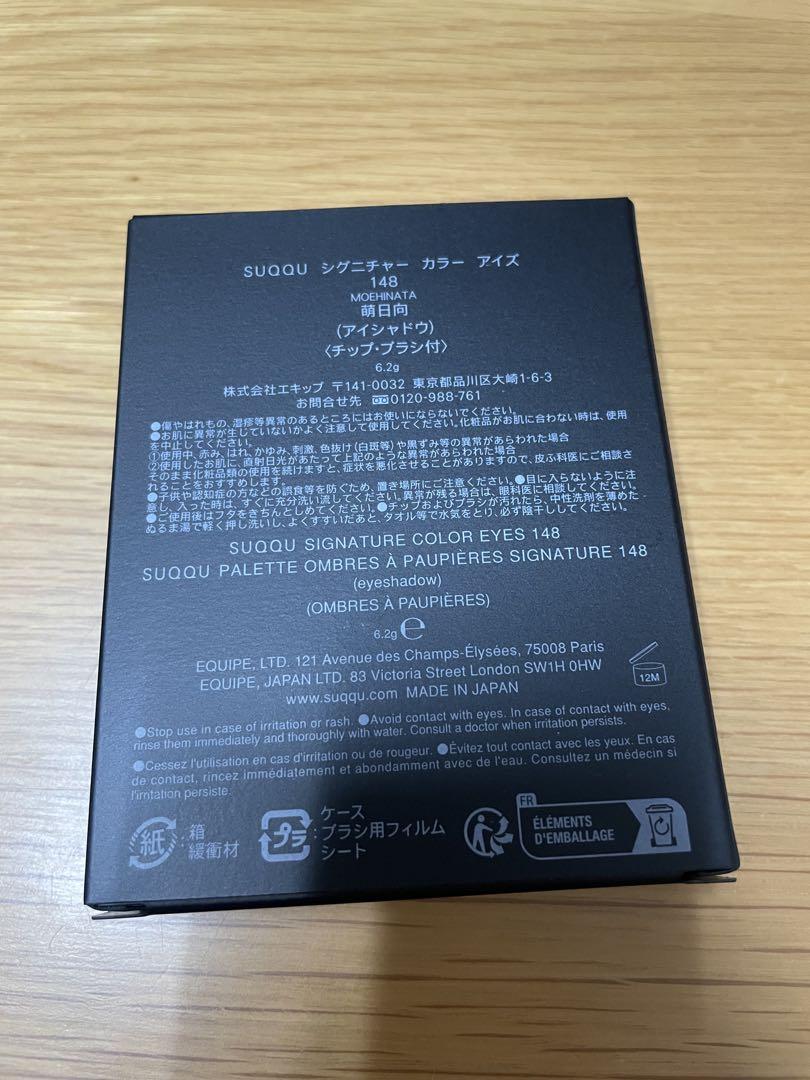 SUQQU シグニチャー カラー アイズ
148
MOEHINATA
萌日向
(アイシャドウ)
〈チップ・ブラシ付〉
6.2g
株式会社エキップ 〒141-0032 東京都品川区大崎1-6-3
お問合せ先 0120-988-761
●傷やはれもの、湿疹等異常のあるところにはお使いにならないでください。
●お肌に異常が生じていないかよく注意して使用してください。化粧品がお肌に合わない時は、使用
を中止してください。
①使用中、赤み、はれ、かゆみ、刺激、色抜け(白斑等)や黒ずみ等の異常があらわれた場合
②使用したお肌に、直射日光があたって上記のような異常があらわれた場合
そのまま化粧品類の使用を続けますと、症状を悪化させることがありますので、皮ふ科医にご相談さ
れることをおすすめします。
●子供や認知症の方などの誤食等を防ぐため、置き場所にご注意ください。●目に入らないように注
意し、入った時は、すぐに充分洗い流してください。異常が残る場合は、眼科医に相談してください。
●ご使用後はフタをきちんとしめてください。●チップおよびブラシが汚れたら、中性洗剤を薄めた
ぬるま湯で軽く押し洗いし、よくすすいだあと、タオル等で水気をとり、必ず陰干ししてください。
SUQQU SIGNATURE COLOR EYES 148
SUQQU PALETTE OMBRES À PAUPIÈRES SIGNATURE 148
(eyeshadow)
(OMBRES À PAUPIÈRES)
6.2g ℮
EQUIPE, LTD. 121 Avenue des Champs-Élysées, 75008 Paris
EQUIPE, JAPAN LTD. 83 Victoria Street London SW1H 0HW
www.suqqu.com MADE IN JAPAN
12M
●Stop use in case of irritation or rash. ●Avoid contact with eyes. In case of contact with eyes,
rinse them immediately and thoroughly with water. Consult a doctor when irritation persists.
●Cessez l'utilisation en cas d'irritation ou de rougeur. ●Évitez tout contact avec les yeux. En cas
de contact, rincez immédiatement et abondamment avec de l'eau. Consultez un médecin si
l'irritation persiste.
紙 : 箱
緩衝材
プラ : ケース
ブラシ用フィルム
シート
FR
ÉLÉMENTS
D'EMBALLAGE